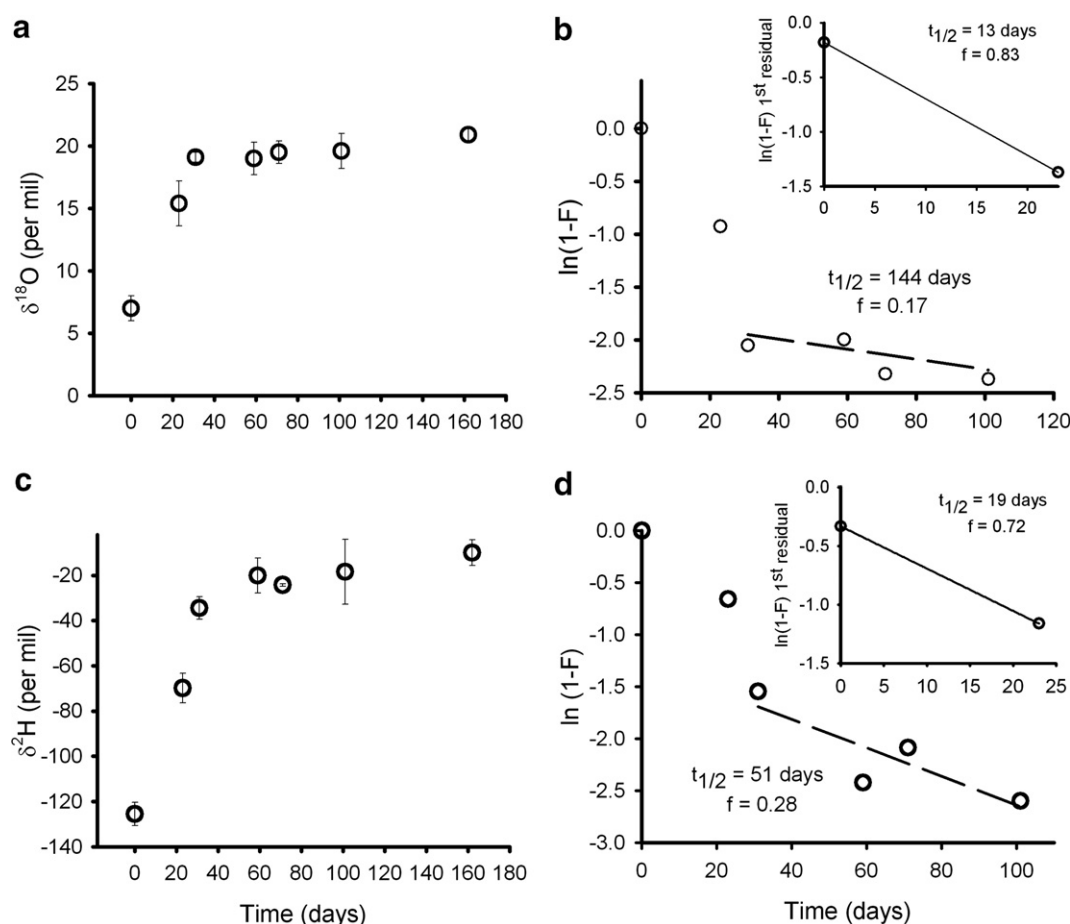 a
25
20
15
10
5
0
δ18O (per mil)
0 20 40 60 80 100 120 140 160 180
b
0.0
-0.5
-1.0
-1.5
-2.0
-2.5
ln(1-F)
0 20 40 60 80 100 120
t1/2 = 144 days
f = 0.17
0.0
-0.5
-1.0
-1.5
ln(1-F) 1st residual
0 5 10 15 20
t1/2 = 13 days
f = 0.83
c
-20
-40
-60
-80
-100
-120
-140
δ2H (per mil)
0 20 40 60 80 100 120 140 160 180
Time (days)
d
0.0
-0.5
-1.0
-1.5
-2.0
-2.5
-3.0
ln (1-F)
0 20 40 60 80 100
Time (days)
t1/2 = 51 days
f = 0.28
0.0
-0.5
-1.0
-1.5
ln(1-F) 1st residual
0 5 10 15 20 25
t1/2 = 19 days
f = 0.72